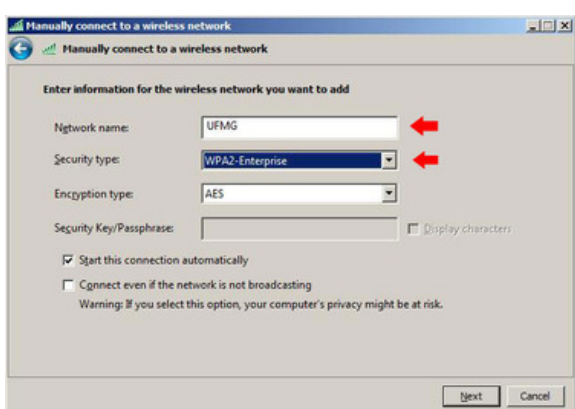 Manually connect to a wireless network
Manually connect to a wireless network
Enter information for the wireless network you want to add
Network name: UFMG
Security type: WPA2-Enterprise
Encryption type: AES
Security Key/Passphrase: Display characters
Start this connection automatically
Connect even if the network is not broadcasting
Warning: If you select this option, your computer's privacy might be at risk.
Next Cancel